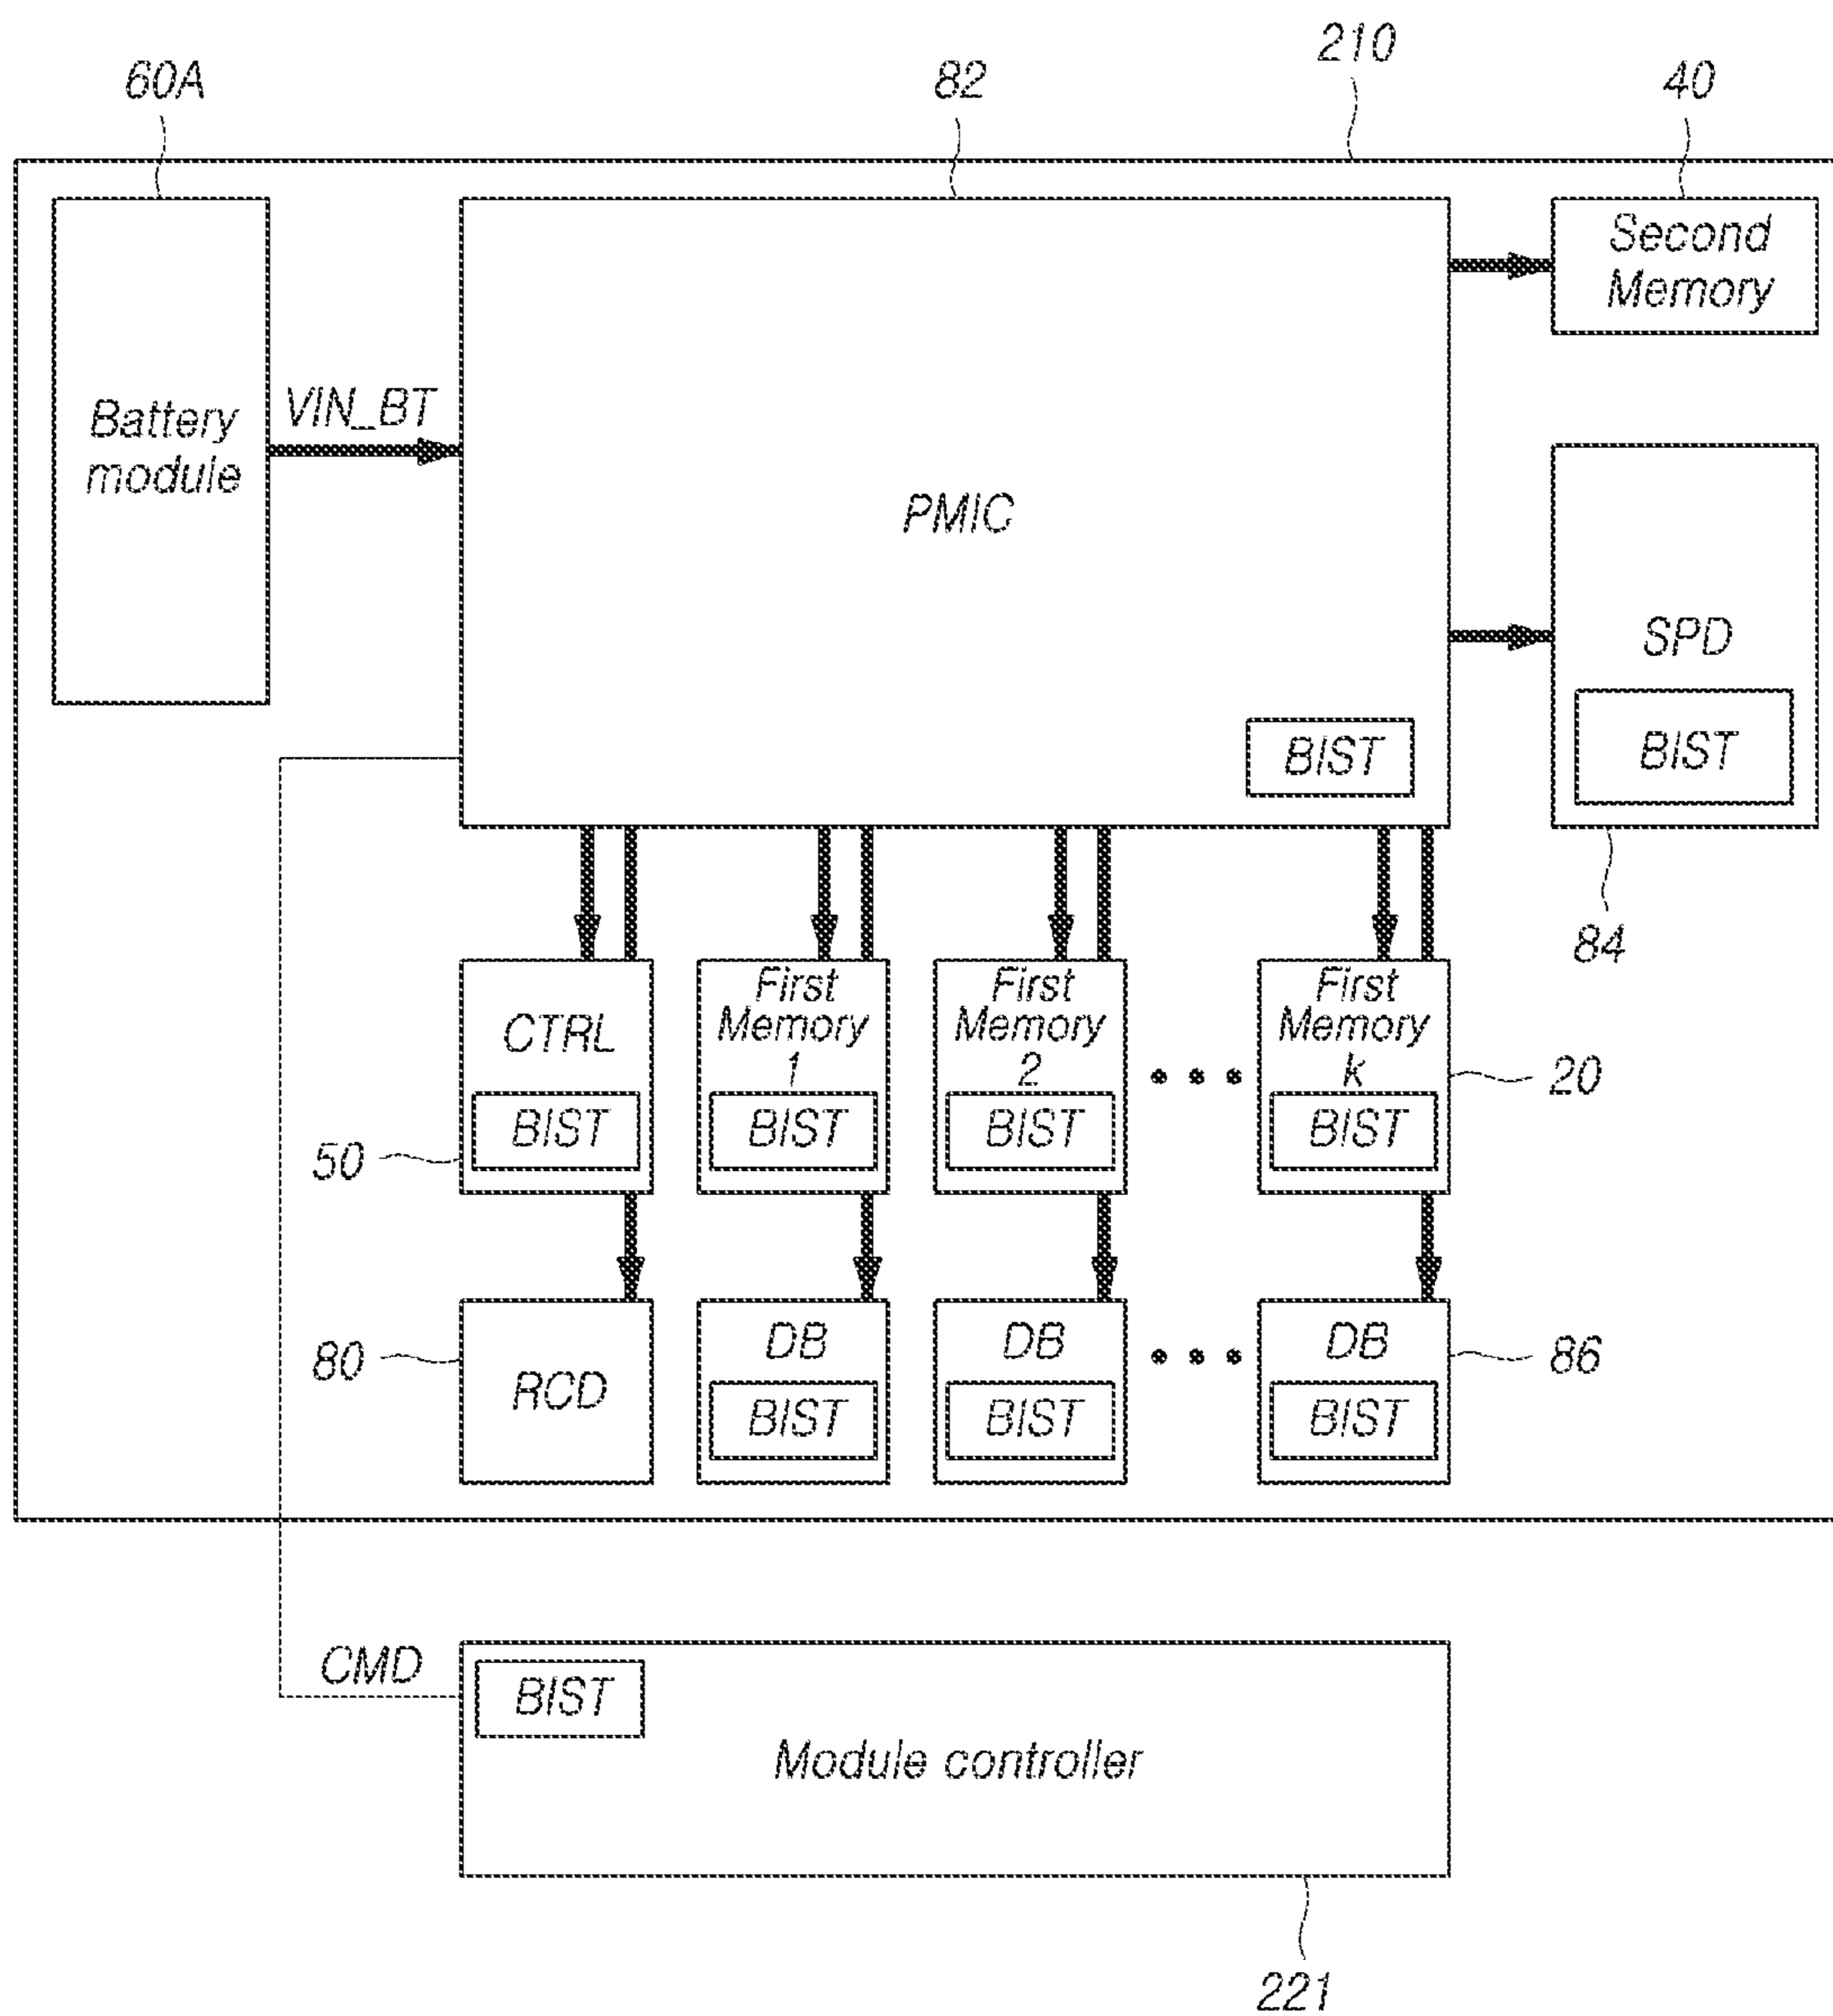 60A
82
210
40
Battery
module
VIN_BT
PMIC
BIST
Second
Memory
SPD
BIST
84
CTRL
BIST
50
First
Memory
1
BIST
First
Memory
2
BIST
First
Memory
k
BIST
20
80
RCD
DB
BIST
DB
BIST
DB
BIST
86
CMD
BIST
Module controller
221